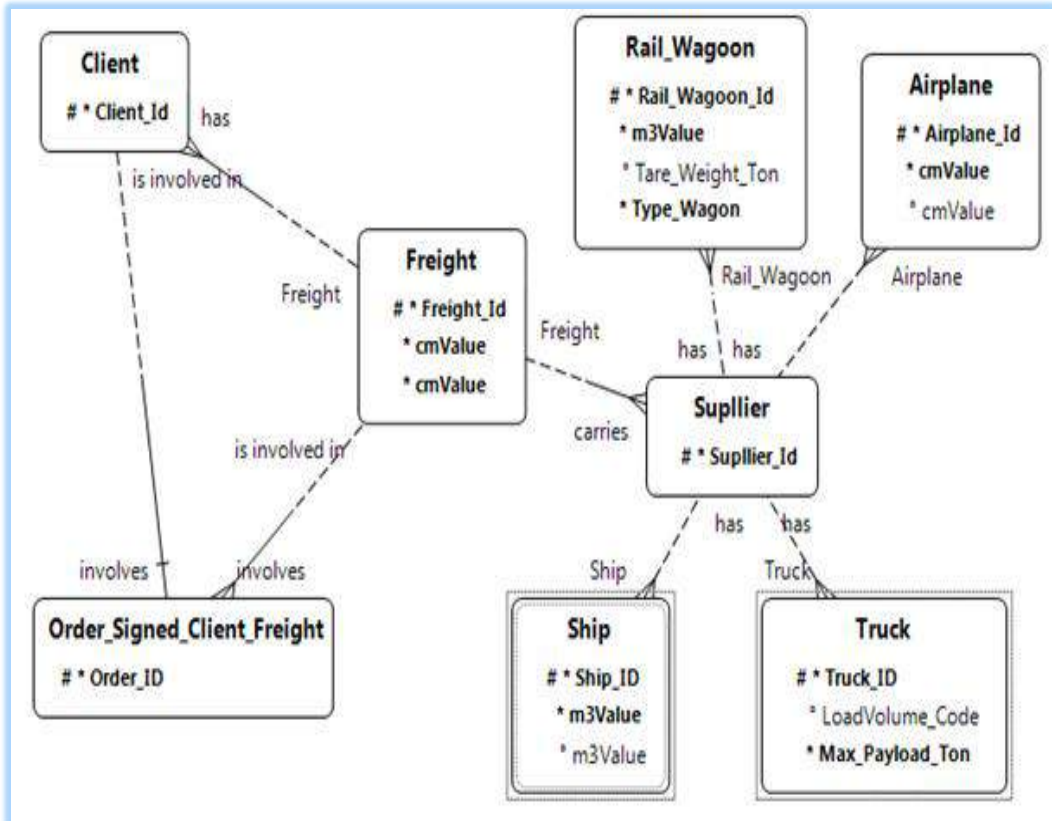 Client
# * Client_Id
has
is involved in
Rail_Wagoon
# * Rail_Wagoon_Id
* m3Value
° Tare_Weight_Ton
* Type_Wagon
Airplane
# * Airplane_Id
* cmValue
° cmValue
Freight
Freight
# * Freight_Id
* cmValue
* cmValue
Rail_Wagoon
Airplane
Freight
has
has
carries
Supllier
# * Supllier_Id
is involved in
has
has
involves
involves
Ship
Truck
Order_Signed_Client_Freight
# * Order_ID
Ship
# * Ship_ID
* m3Value
° m3Value
Truck
# * Truck_ID
° LoadVolume_Code
* Max_Payload_Ton